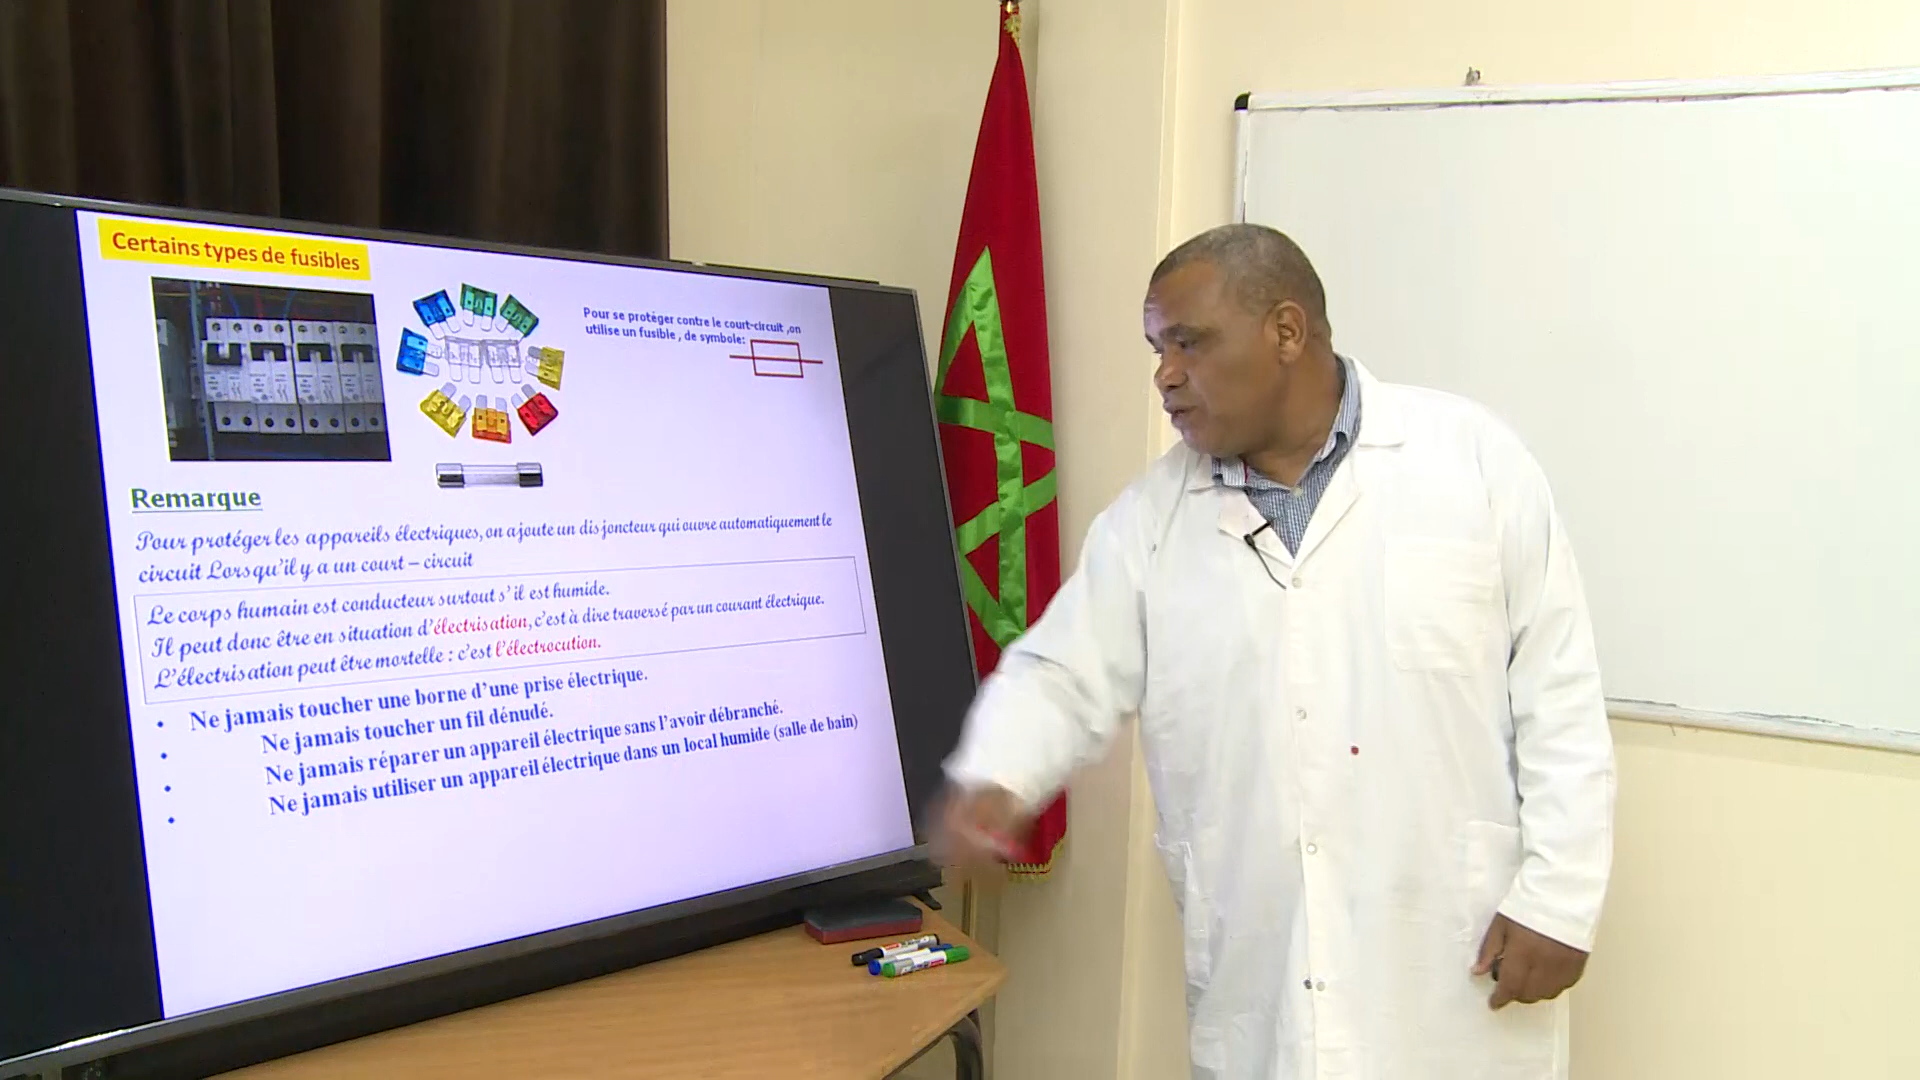 Certains types de fusibles
Pour se protéger contre le court-circuit ,on
utilise un fusible , de symbole:
Remarque
Pour protéger les appareils électriques, on ajoute un disjoncteur qui ouvre automatiquement le
circuit Lorsqu'il y a un court – circuit
Le corps humain est conducteur surtout s'il est humide.
Il peut donc être en situation d'électrisation, c'est à dire traversé par un courant électrique.
L'électrisation peut être mortelle : c'est l'électrocution.
• Ne jamais toucher une borne d'une prise électrique.
• Ne jamais toucher un fil dénudé.
• Ne jamais réparer un appareil électrique sans l'avoir débranché.
• Ne jamais utiliser un appareil électrique dans un local humide (salle de bain)